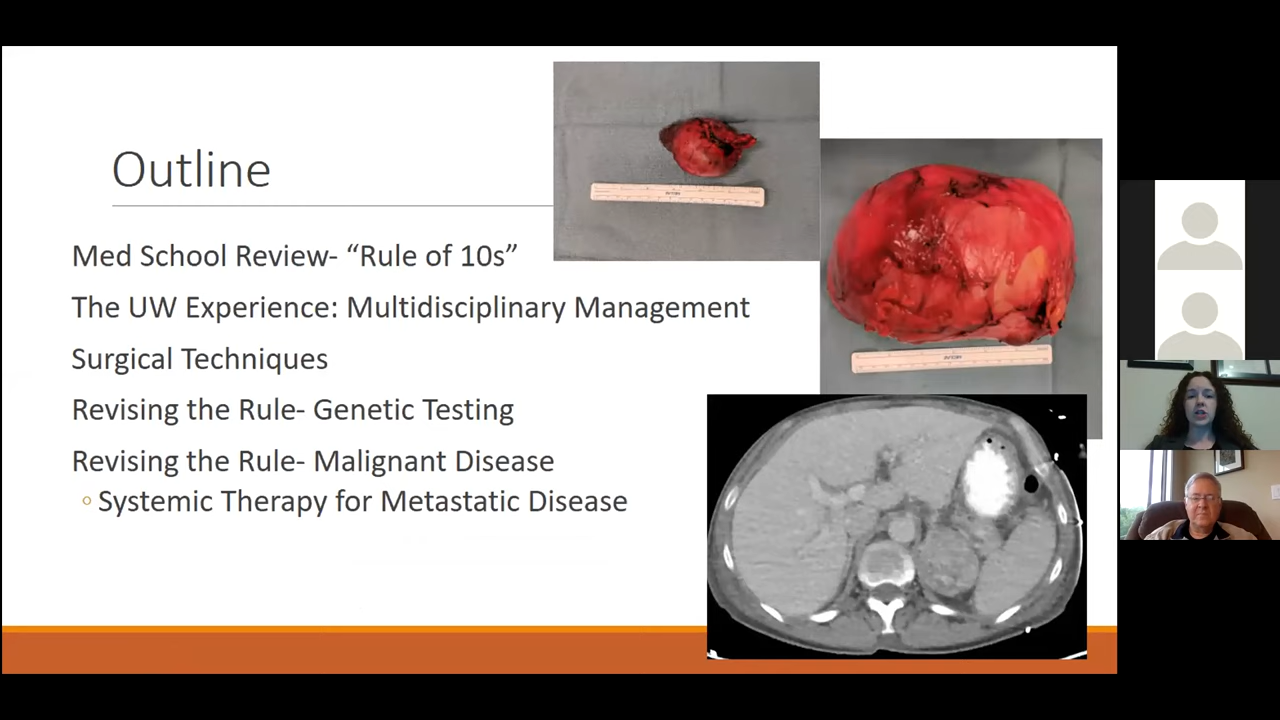 Outline
Med School Review- “Rule of 10s”
The UW Experience: Multidisciplinary Management
Surgical Techniques
Revising the Rule- Genetic Testing
Revising the Rule- Malignant Disease
Systemic Therapy for Metastatic Disease